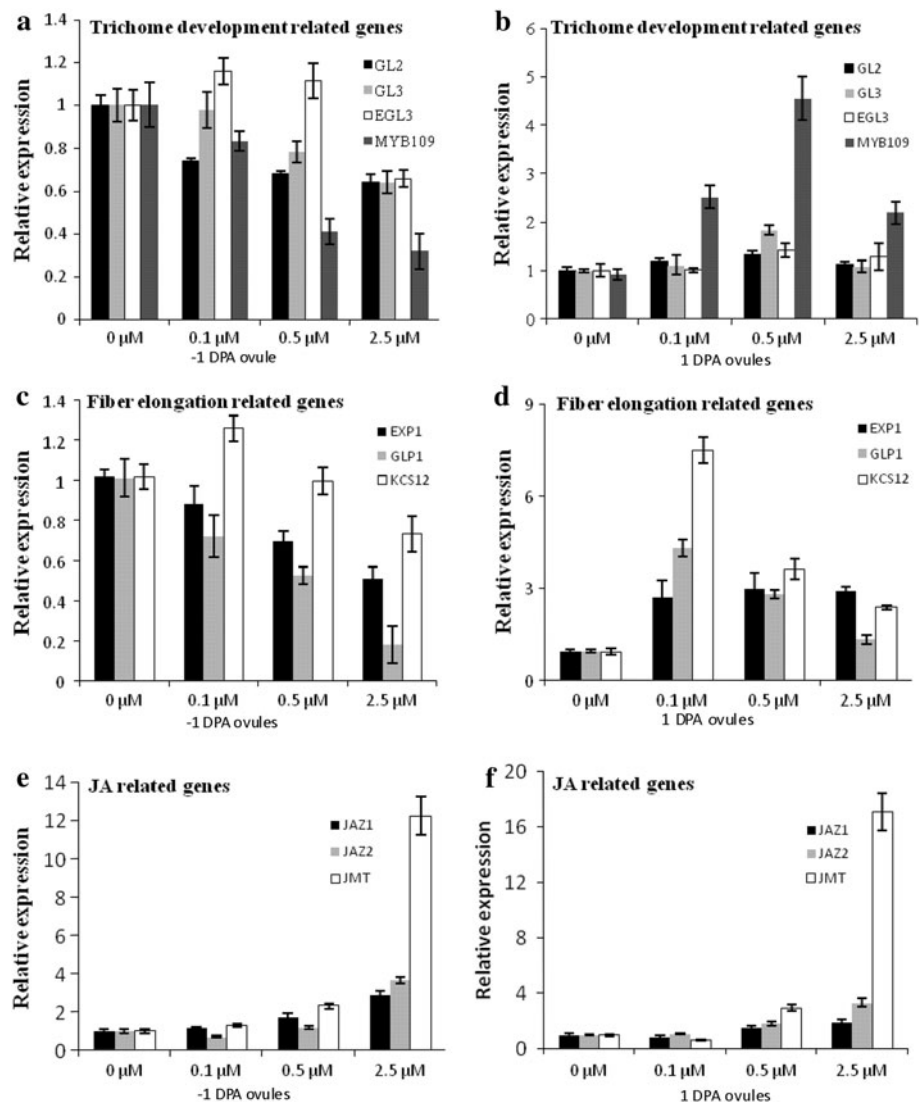 a Trichome development related genes
Relative expression
1.4
1.2
1
0.8
0.6
0.4
0.2
0
GL2
GL3
EGL3
MYB109
0 µM 0.1 µM 0.5 µM 2.5 µM
-1 DPA ovule
b Trichome development related genes
Relative expression
6
5
4
3
2
1
0
GL2
GL3
EGL3
MYB109
0 µM 0.1 µM 0.5 µM 2.5 µM
1 DPA ovules
c Fiber elongation related genes
Relative expression
1.4
1.2
1
0.8
0.6
0.4
0.2
0
EXP1
GLP1
KCS12
0 µM 0.1 µM 0.5 µM 2.5 µM
-1 DPA ovules
d Fiber elongation related genes
Relative expression
9
6
3
0
EXP1
GLP1
KCS12
0 µM 0.1 µM 0.5 µM 2.5 µM
1 DPA ovules
e JA related genes
Relative expression
14
12
10
8
6
4
2
0
JAZ1
JAZ2
JMT
0 µM 0.1 µM 0.5 µM 2.5 µM
-1 DPA ovules
f JA related genes
Relative expression
20
16
12
8
4
0
JAZ1
JAZ2
JMT
0 µM 0.1 µM 0.5 µM 2.5 µM
1 DPA ovules